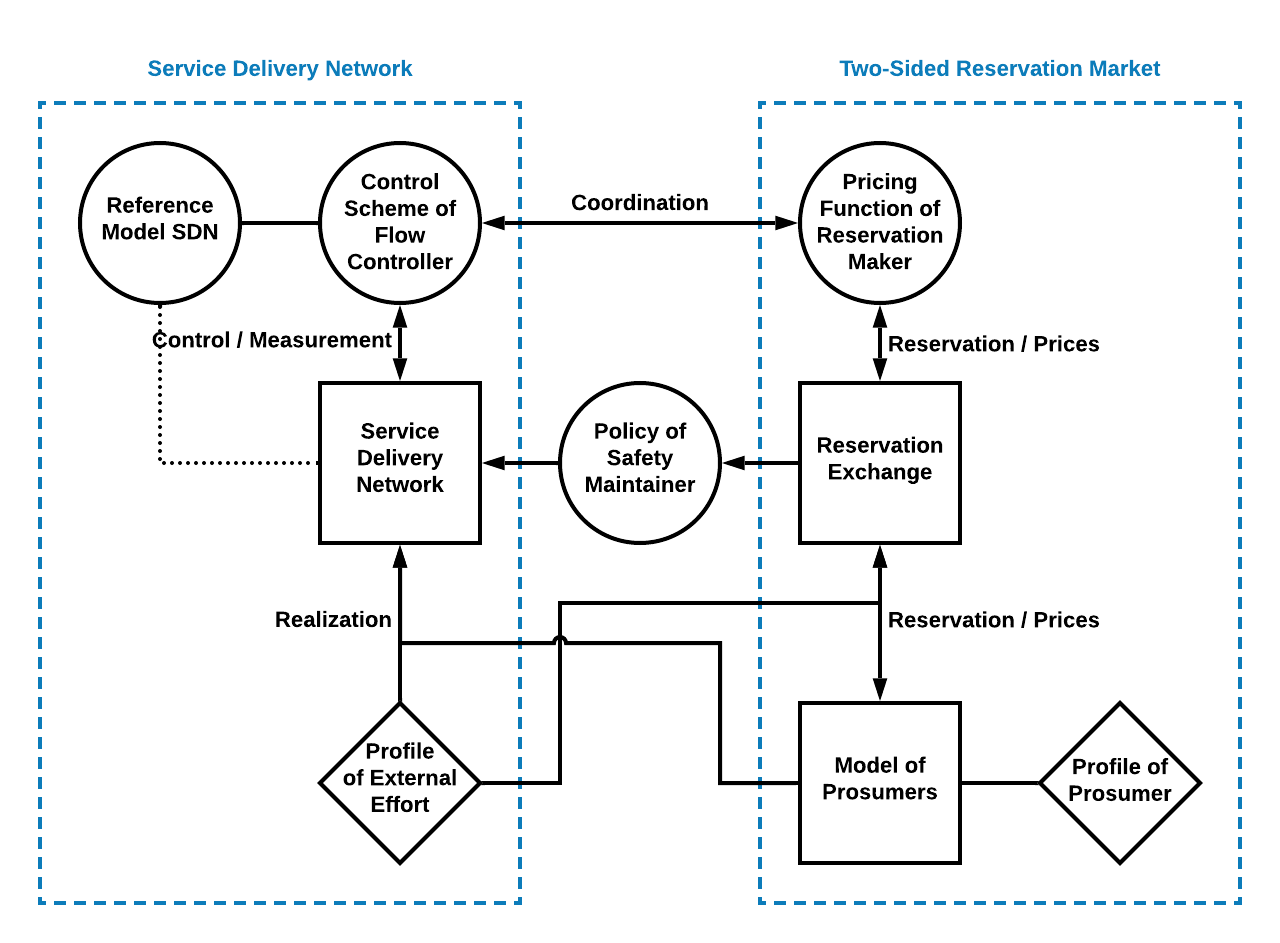 Service Delivery Network
Two-Sided Reservation Market
Reference
Model SDN
Control
Scheme of
Flow
Controller
Coordination
Pricing
Function of
Reservation
Maker
Control / Measurement
Reservation / Prices
Service
Delivery
Network
Policy of
Safety
Maintainer
Reservation
Exchange
Realization
Reservation / Prices
Profile
of External
Effort
Model of
Prosumers
Profile of
Prosumer